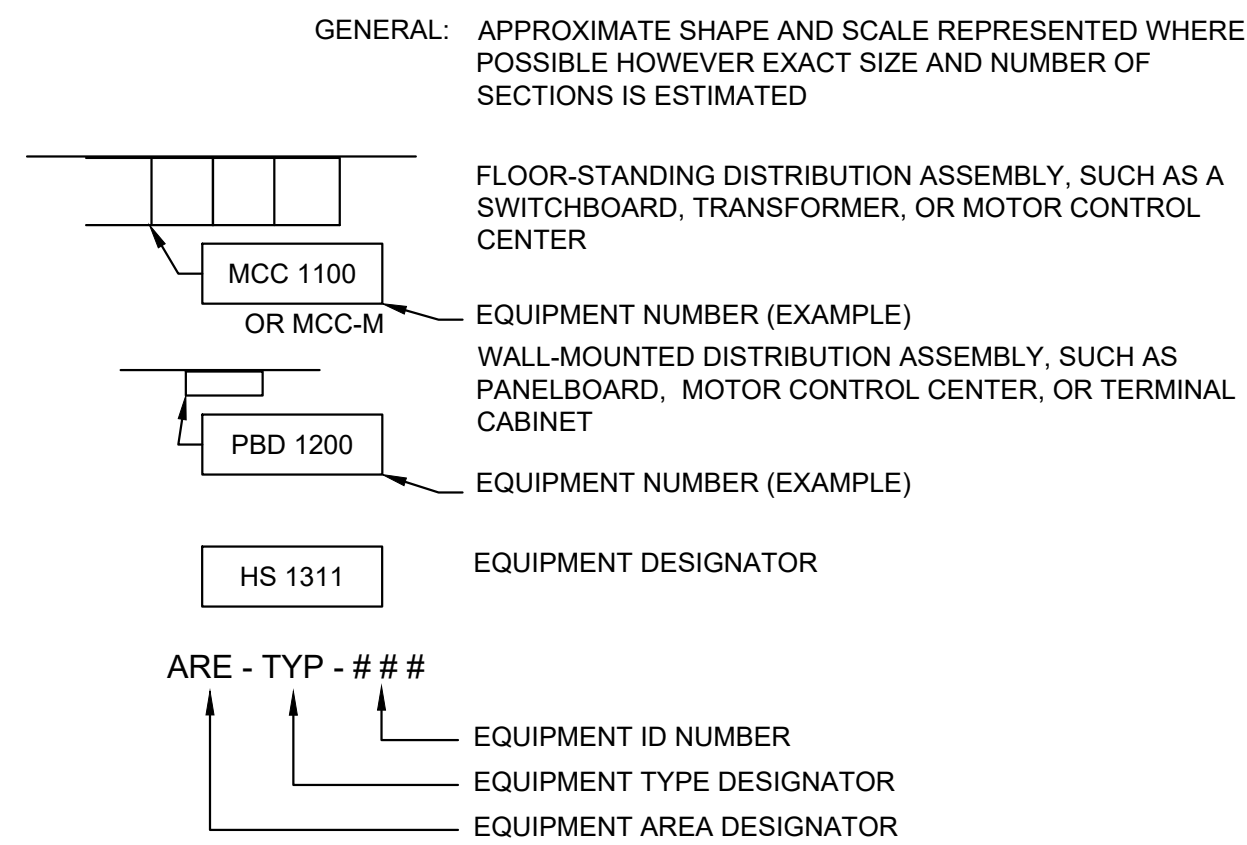 GENERAL: APPROXIMATE SHAPE AND SCALE REPRESENTED WHERE
POSSIBLE HOWEVER EXACT SIZE AND NUMBER OF
SECTIONS IS ESTIMATED
FLOOR-STANDING DISTRIBUTION ASSEMBLY, SUCH AS A
SWITCHBOARD, TRANSFORMER, OR MOTOR CONTROL
CENTER
MCC 1100
OR MCC-M
EQUIPMENT NUMBER (EXAMPLE)
WALL-MOUNTED DISTRIBUTION ASSEMBLY, SUCH AS
PANELBOARD, MOTOR CONTROL CENTER, OR TERMINAL
CABINET
PBD 1200
EQUIPMENT NUMBER (EXAMPLE)
HS 1311
EQUIPMENT DESIGNATOR
ARE - TYP - # # #
EQUIPMENT ID NUMBER
EQUIPMENT TYPE DESIGNATOR
EQUIPMENT AREA DESIGNATOR